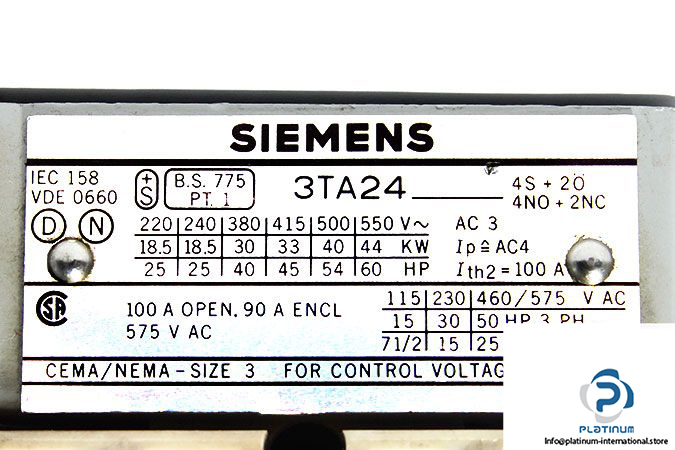 SIEMENS
IEC 158
VDE 0660
+
S
B.S. 775
PT. 1
3TA24
4S + 2Ö
4NO + 2NC
D N
220 240 380 415 500 550 V~ AC 3
18.5 18.5 30 33 40 44 KW Ip ≙ AC4
25 25 40 45 54 60 HP Ith2 = 100 A
SA
100 A OPEN. 90 A ENCL
575 V AC
115 230 460/575 V AC
15 30 50 HP 3 PH
7 1/2 15 25
CEMA/NEMA-SIZE 3 FOR CONTROL VOLTAG
PLATINUM
Info@platinum-international.store